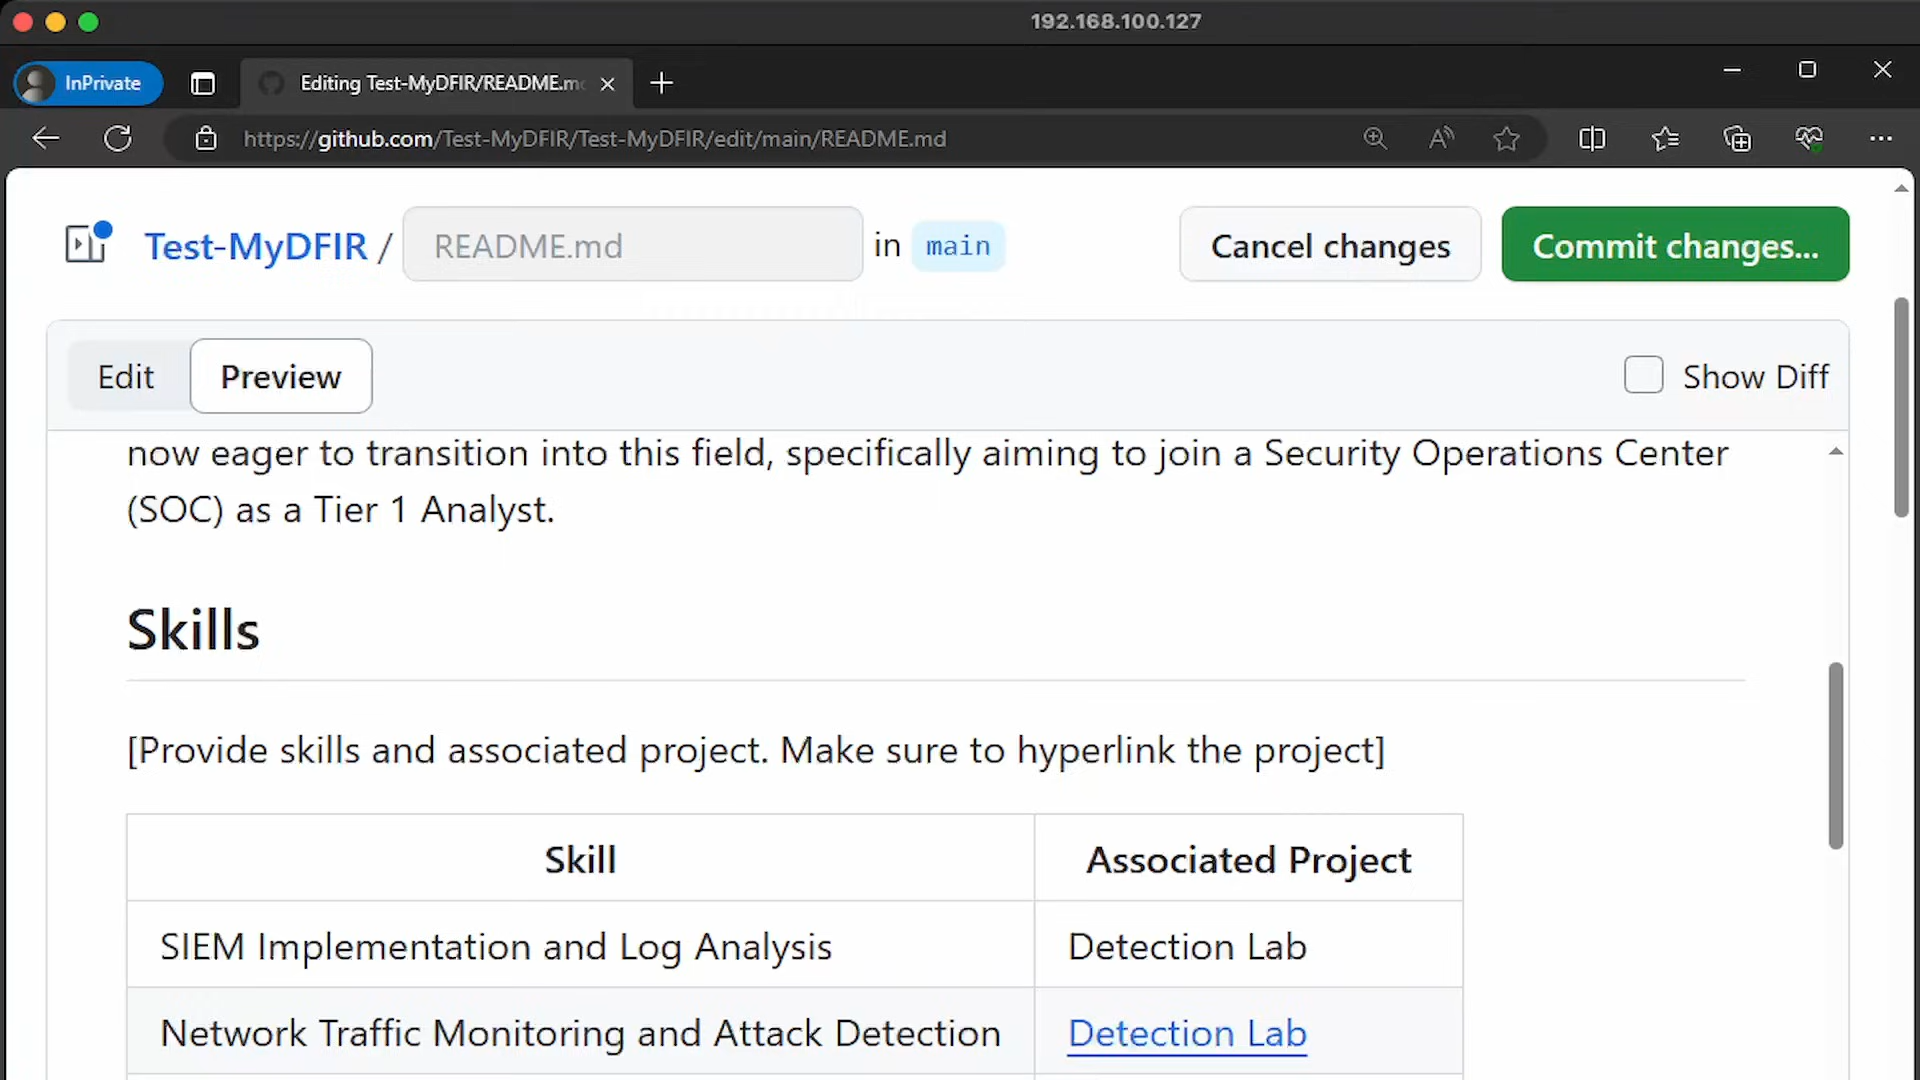 192.168.100.127
InPrivate
Editing Test-MyDFIR/README.m
https://github.com/Test-MyDFIR/Test-MyDFIR/edit/main/README.md
Test-MyDFIR / README.md in main
Cancel changes
Commit changes...
Edit
Preview
Show Diff
now eager to transition into this field, specifically aiming to join a Security Operations Center
(SOC) as a Tier 1 Analyst.
Skills
[Provide skills and associated project. Make sure to hyperlink the project]
Skill Associated Project
SIEM Implementation and Log Analysis Detection Lab
Network Traffic Monitoring and Attack Detection Detection Lab